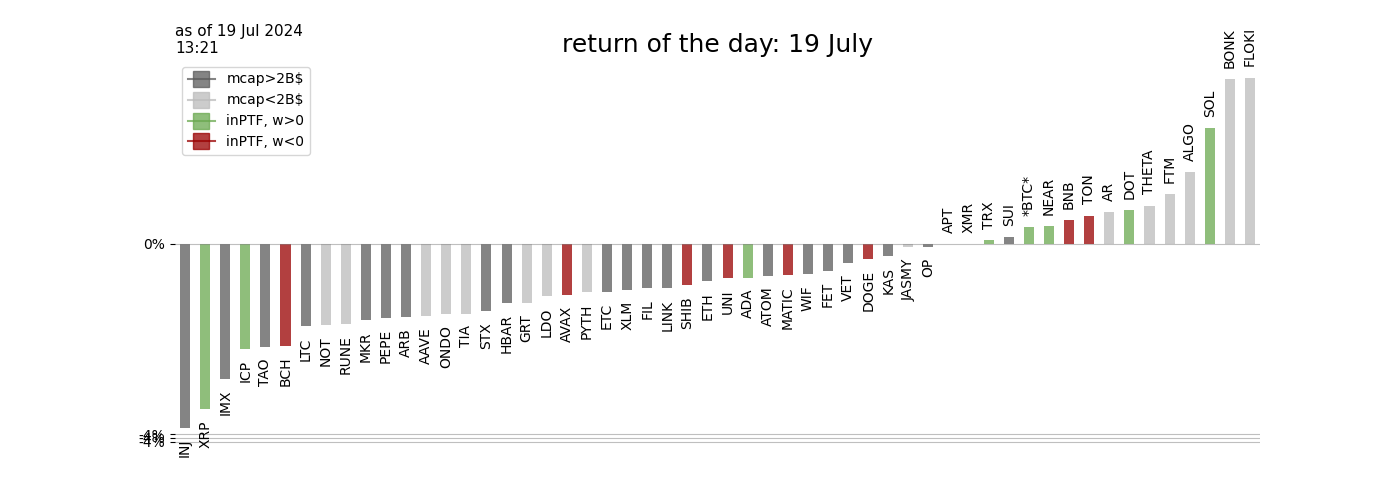 as of 19 Jul 2024
13:21
return of the day: 19 July
mcap>2B$
mcap<2B$
inPTF, w>0
inPTF, w<0
0%
-4%
-4%
INJ
XRP
IMX
ICP
TAO
BCH
LTC
NOT
RUNE
MKR
PEPE
ARB
AAVE
ONDO
TIA
STX
HBAR
GRT
LDO
AVAX
PYTH
ETC
XLM
FIL
LINK
SHIB
ETH
UNI
ADA
ATOM
MATIC
WIF
FET
VET
DOGE
KAS
JASMY
OP
APT
XMR
TRX
SUI
*BTC*
NEAR
BNB
TON
AR
DOT
THETA
FTM
ALGO
SOL
BONK
FLOKI